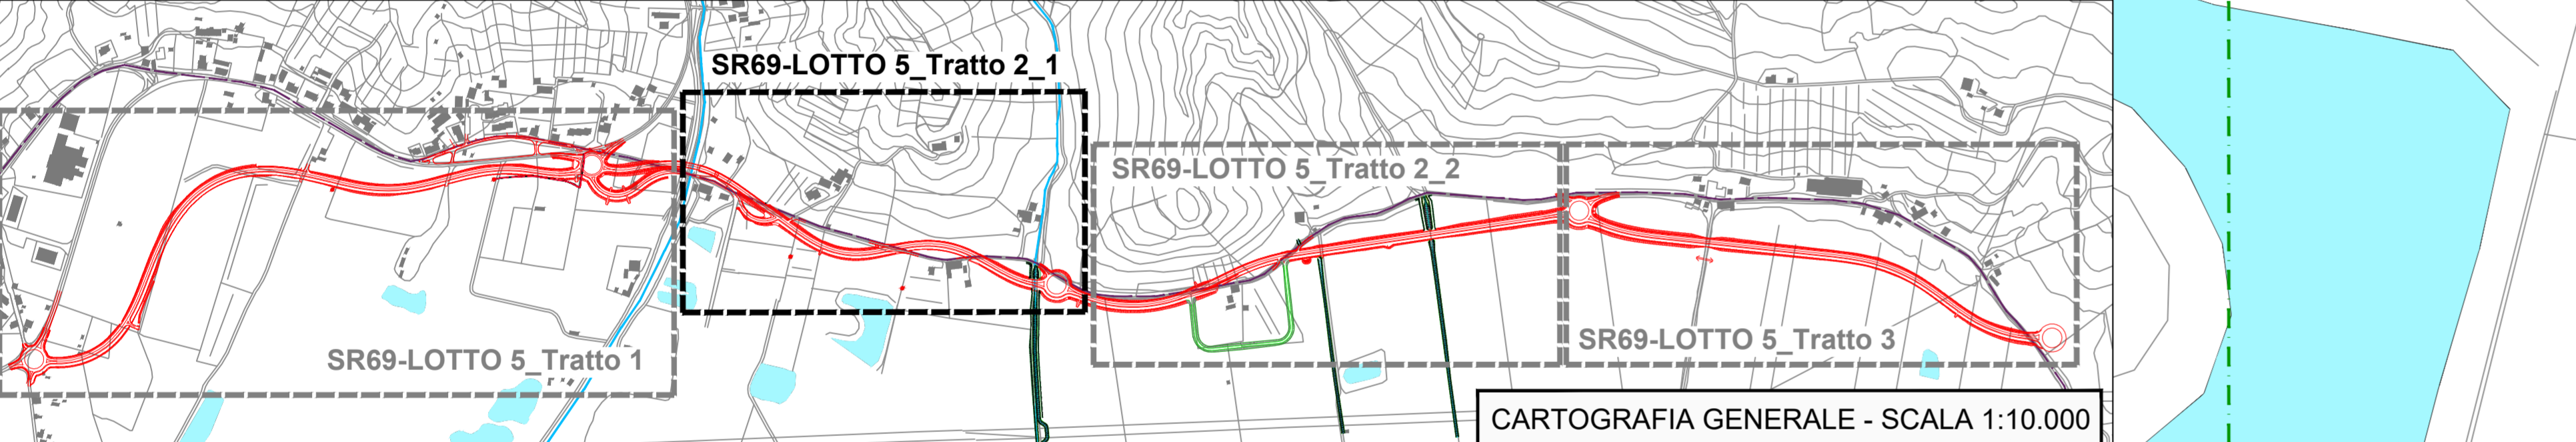 SR69-LOTTO 5_Tratto 2_1
SR69-LOTTO 5_Tratto 2_2
SR69-LOTTO 5_Tratto 3
SR69-LOTTO 5_Tratto 1
CARTOGRAFIA GENERALE - SCALA 1:10.000